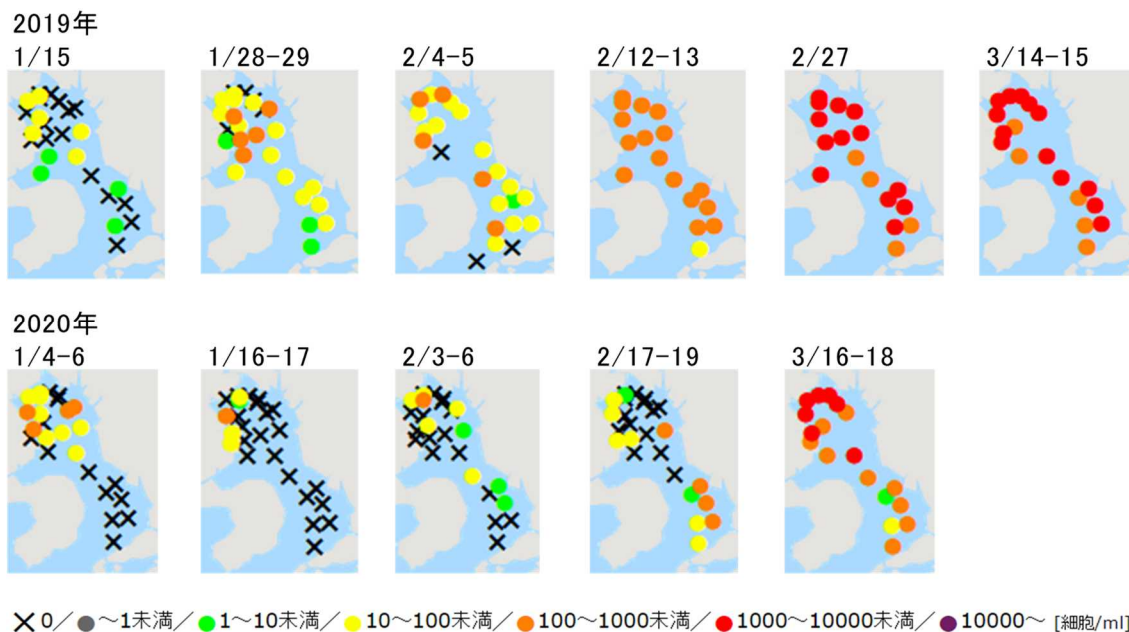 2019年
1/15 1/28-29 2/4-5 2/12-13 2/27 3/14-15
2020年
1/4-6 1/16-17 2/3-6 2/17-19 3/16-18
0／ ～1未満／ 1～10未満／ 10～100未満／ 100～1000未満／ 1000～10000未満／ 10000～ [細胞/ml]